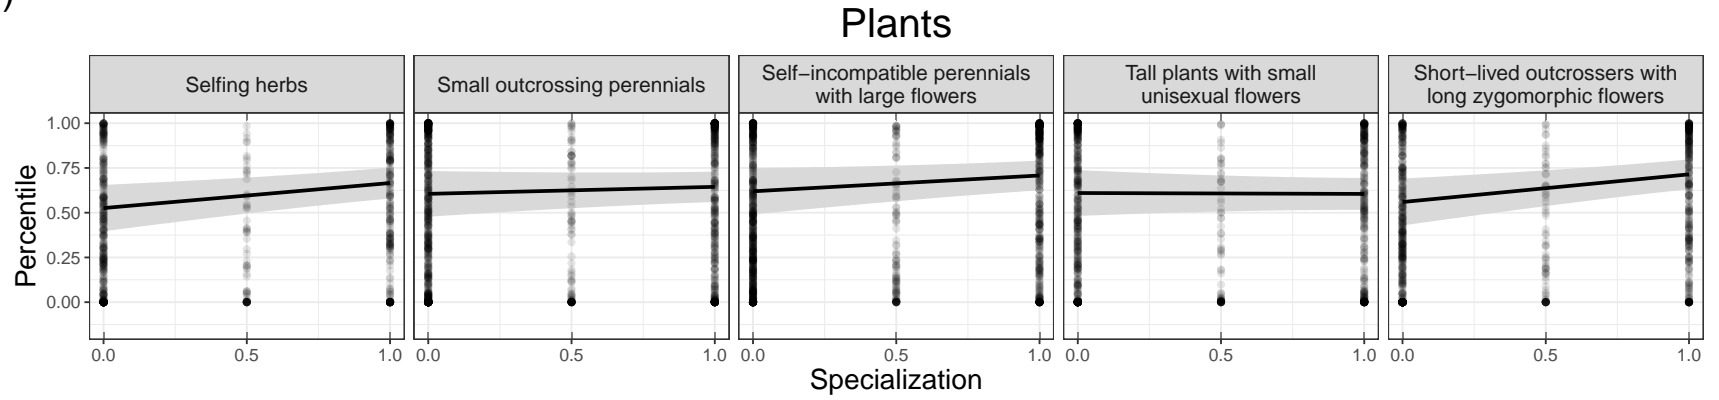 )
Plants
Selfing herbs
Small outcrossing perennials
Self−incompatible perennials
with large flowers
Tall plants with small
unisexual flowers
Short−lived outcrossers with
long zygomorphic flowers
Percentile
1.00
0.75
0.50
0.25
0.00
0.0 0.5 1.0
0.0 0.5 1.0
0.0 0.5 1.0
0.0 0.5 1.0
0.0 0.5 1.0
Specialization